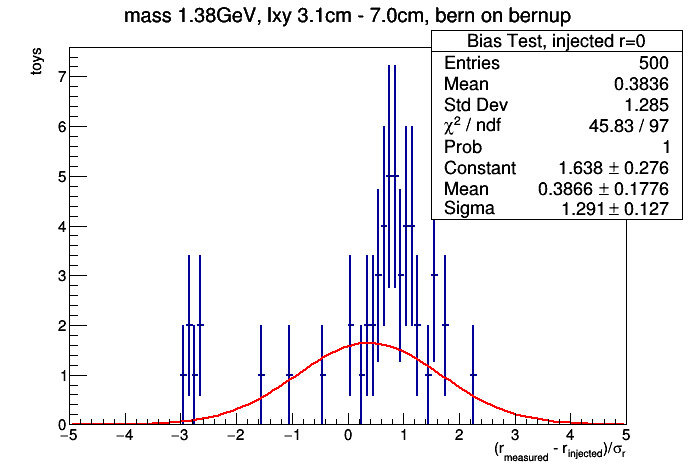 mass 1.38GeV, lxy 3.1cm - 7.0cm, bern on bernup
Bias Test, injected r=0
Entries 500
Mean 0.3836
Std Dev 1.285
χ² / ndf 45.83 / 97
Prob 1
Constant 1.638 ± 0.276
Mean 0.3866 ± 0.1776
Sigma 1.291 ± 0.127
toys
7
6
5
4
3
2
1
0
−5 −4 −3 −2 −1 0 1 2 3 4 5
(r_measured - r_injected)/σ_r